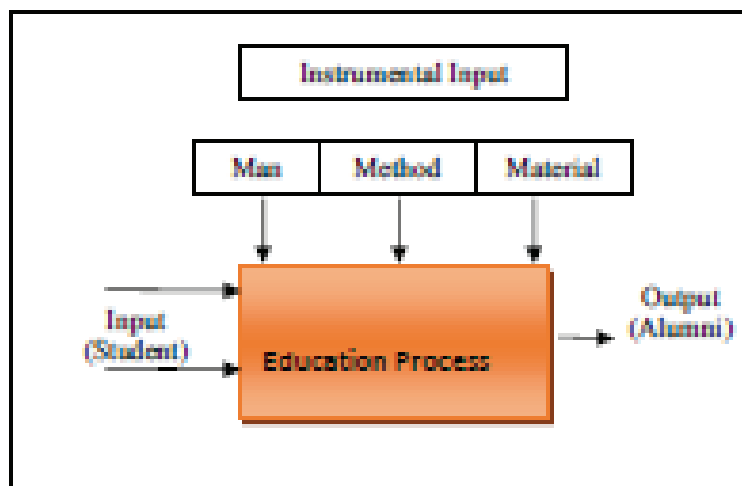 Instrumental Input
Man Method Material
Input
(Student)
Education Process
Output
(Alumni)